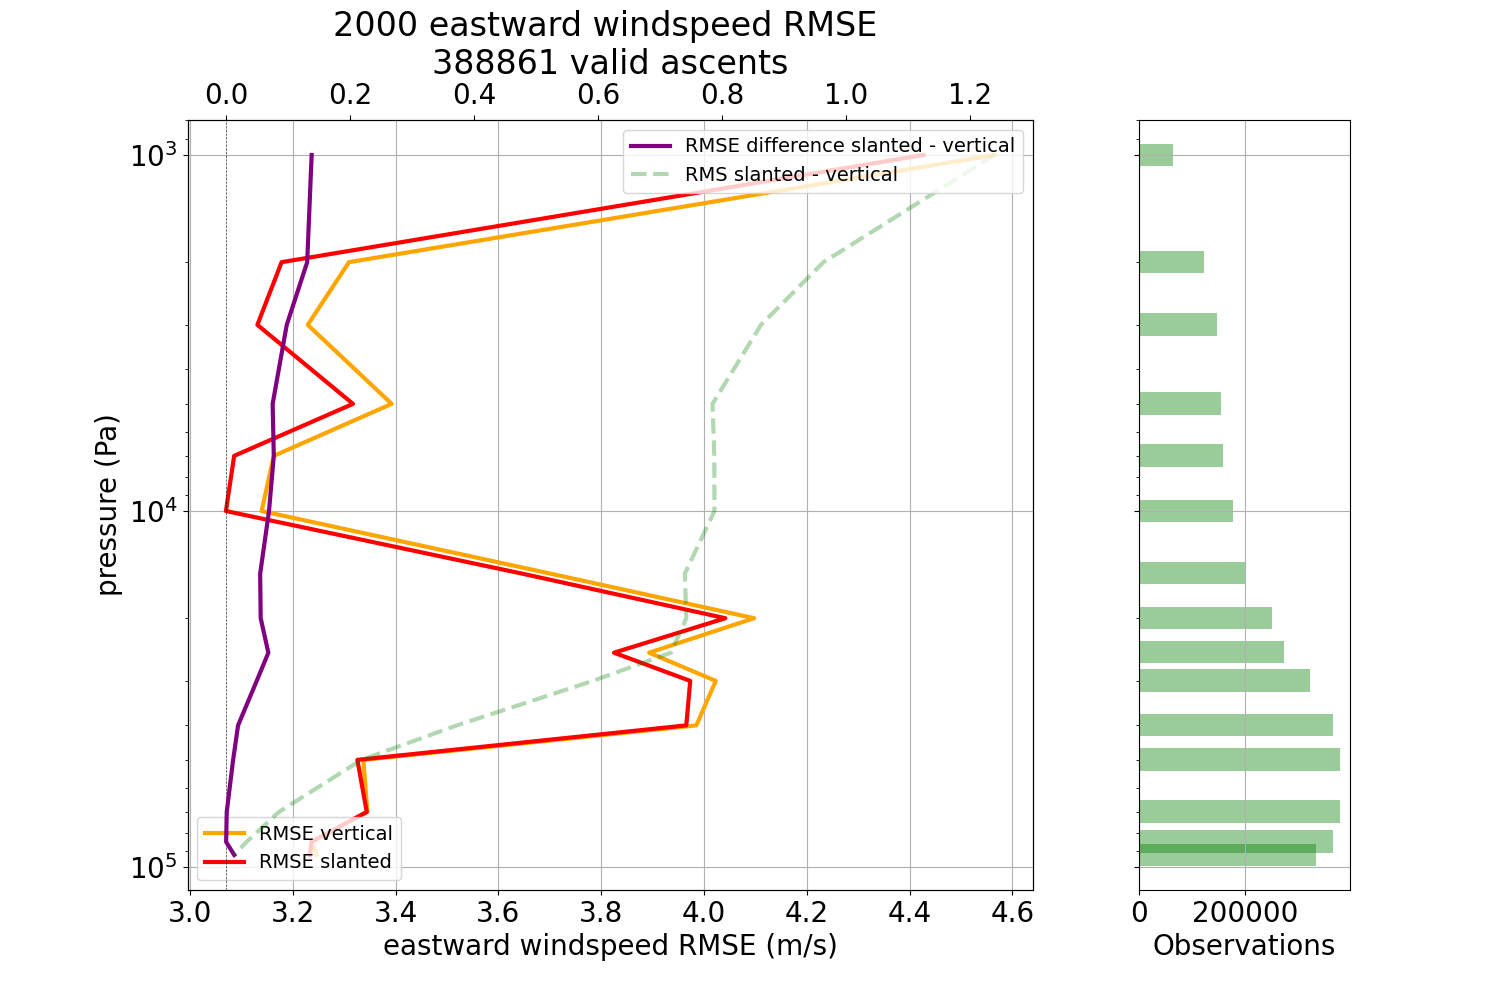 2000 eastward windspeed RMSE
388861 valid ascents
0.0 0.2 0.4 0.6 0.8 1.0 1.2
RMSE difference slanted - vertical
RMS slanted - vertical
10³
10⁴
10⁵
pressure (Pa)
RMSE vertical
RMSE slanted
3.0 3.2 3.4 3.6 3.8 4.0 4.2 4.4 4.6
eastward windspeed RMSE (m/s)
0 200000
Observations